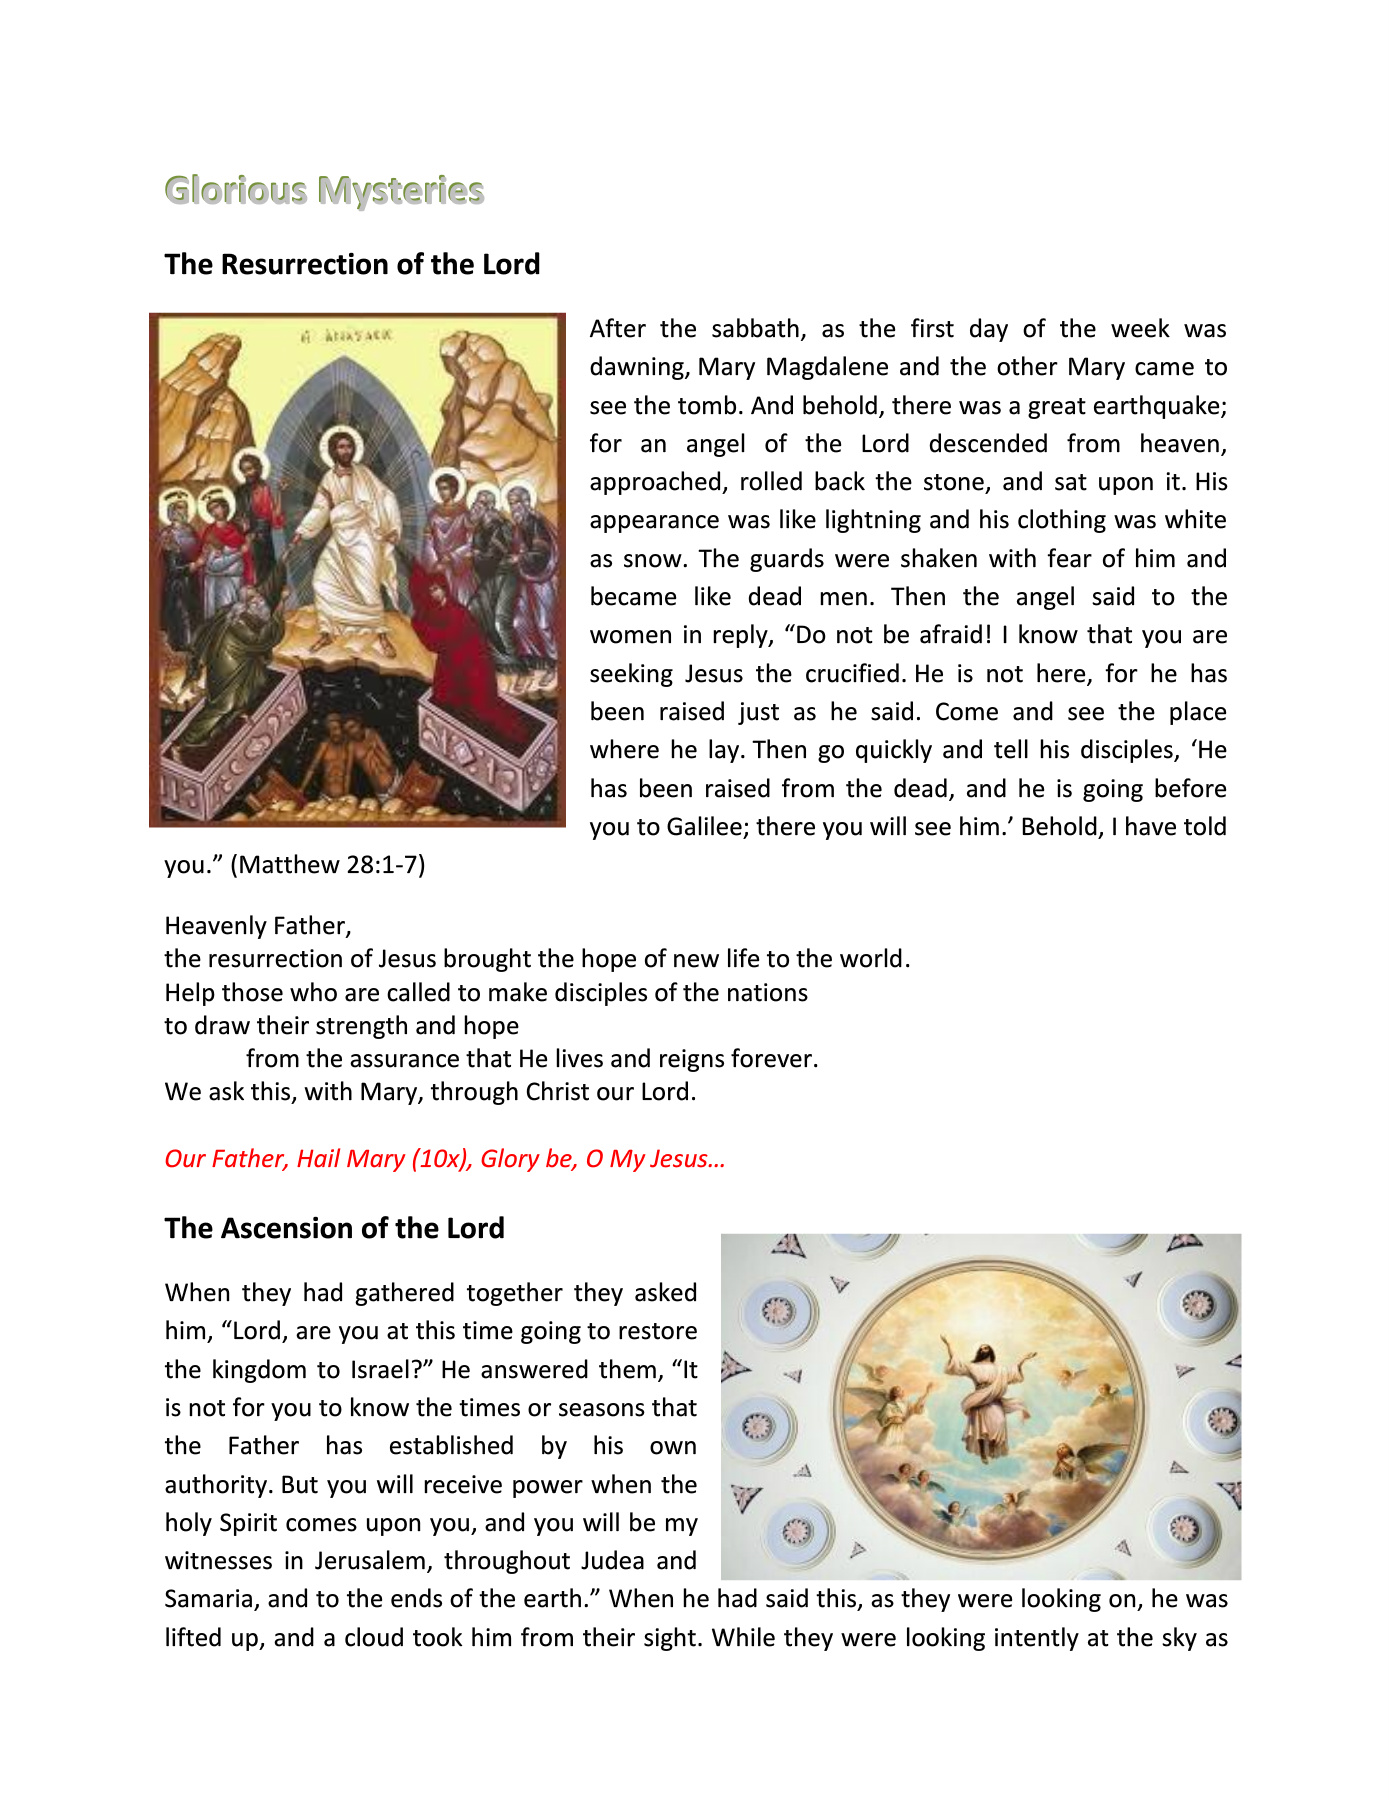 Glorious Mysteries
The Resurrection of the Lord
After the sabbath, as the first day of the week was
dawning, Mary Magdalene and the other Mary came to
see the tomb. And behold, there was a great earthquake;
for an angel of the Lord descended from heaven,
approached, rolled back the stone, and sat upon it. His
appearance was like lightning and his clothing was white
as snow. The guards were shaken with fear of him and
became like dead men. Then the angel said to the
women in reply, “Do not be afraid! I know that you are
seeking Jesus the crucified. He is not here, for he has
been raised just as he said. Come and see the place
where he lay. Then go quickly and tell his disciples, ‘He
has been raised from the dead, and he is going before
you to Galilee; there you will see him.’ Behold, I have told
you.” (Matthew 28:1-7)
Heavenly Father,
the resurrection of Jesus brought the hope of new life to the world.
Help those who are called to make disciples of the nations
to draw their strength and hope
from the assurance that He lives and reigns forever.
We ask this, with Mary, through Christ our Lord.
Our Father, Hail Mary (10x), Glory be, O My Jesus…
The Ascension of the Lord
When they had gathered together they asked
him, “Lord, are you at this time going to restore
the kingdom to Israel?” He answered them, “It
is not for you to know the times or seasons that
the Father has established by his own
authority. But you will receive power when the
holy Spirit comes upon you, and you will be my
witnesses in Jerusalem, throughout Judea and
Samaria, and to the ends of the earth.” When he had said this, as they were looking on, he was
lifted up, and a cloud took him from their sight. While they were looking intently at the sky as